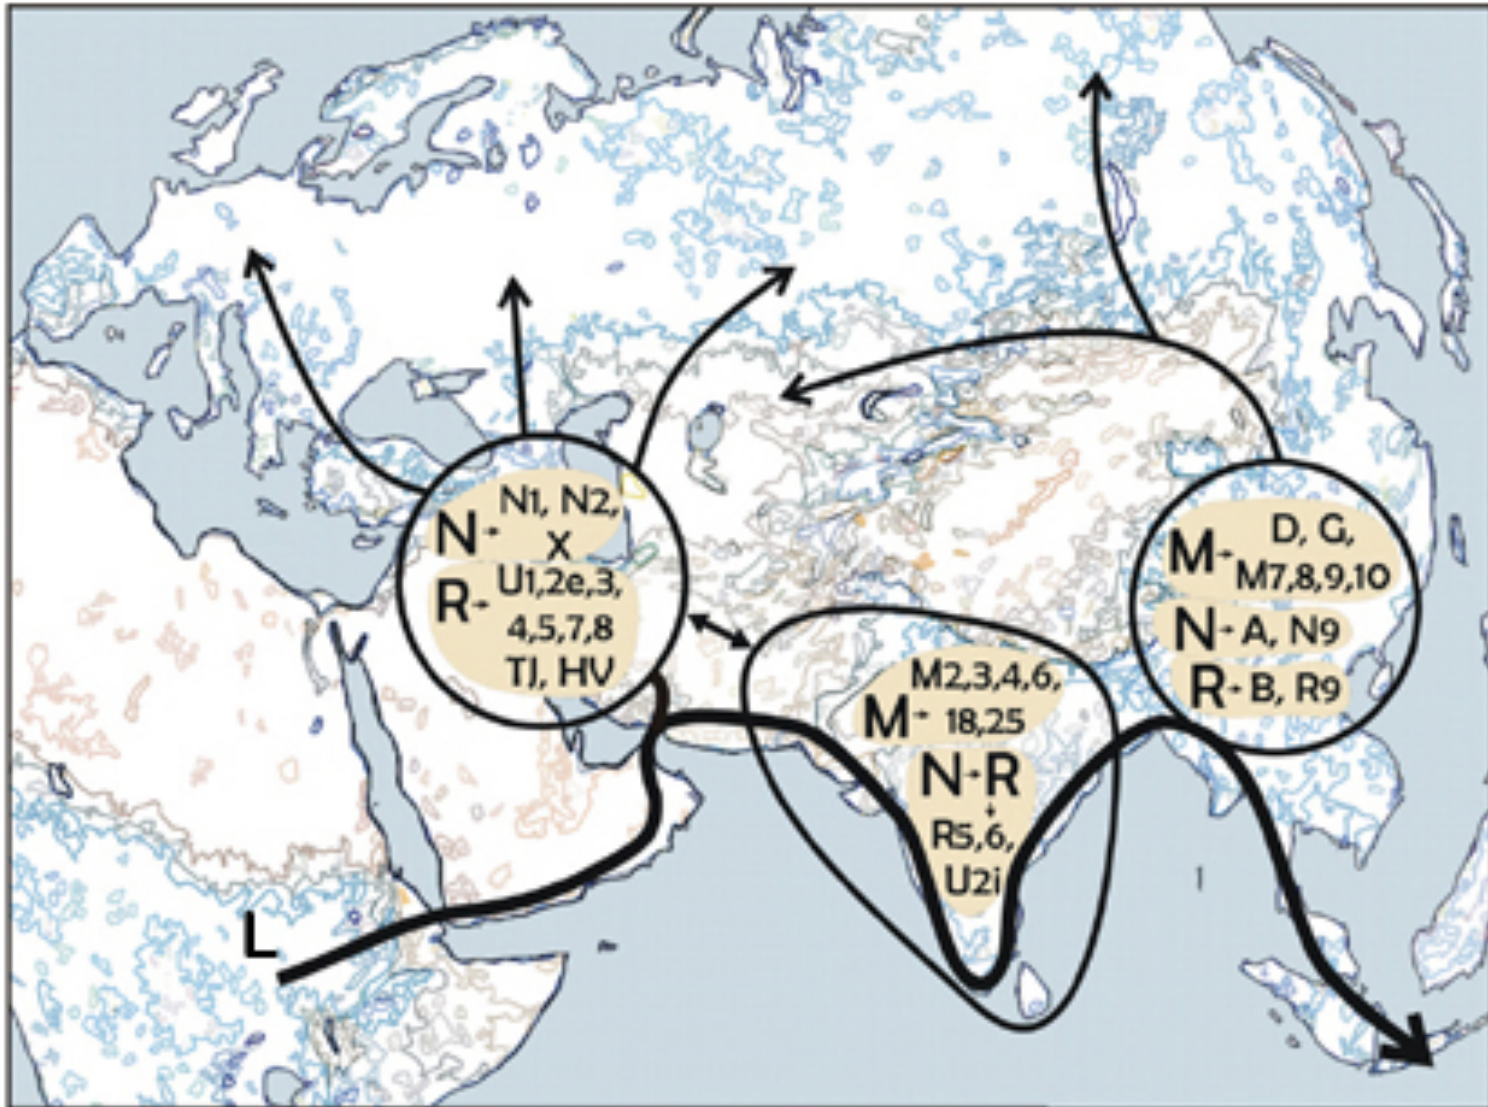 N→ N1, N2,
X
R→ U1,2e,3,
4,5,7,8
TJ, HV
M→ D, G,
M7,8,9,10
N→ A, N9
R→ B, R9
M→ M2,3,4,6,
18,25
N→R
↓
R5,6,
U2i
L